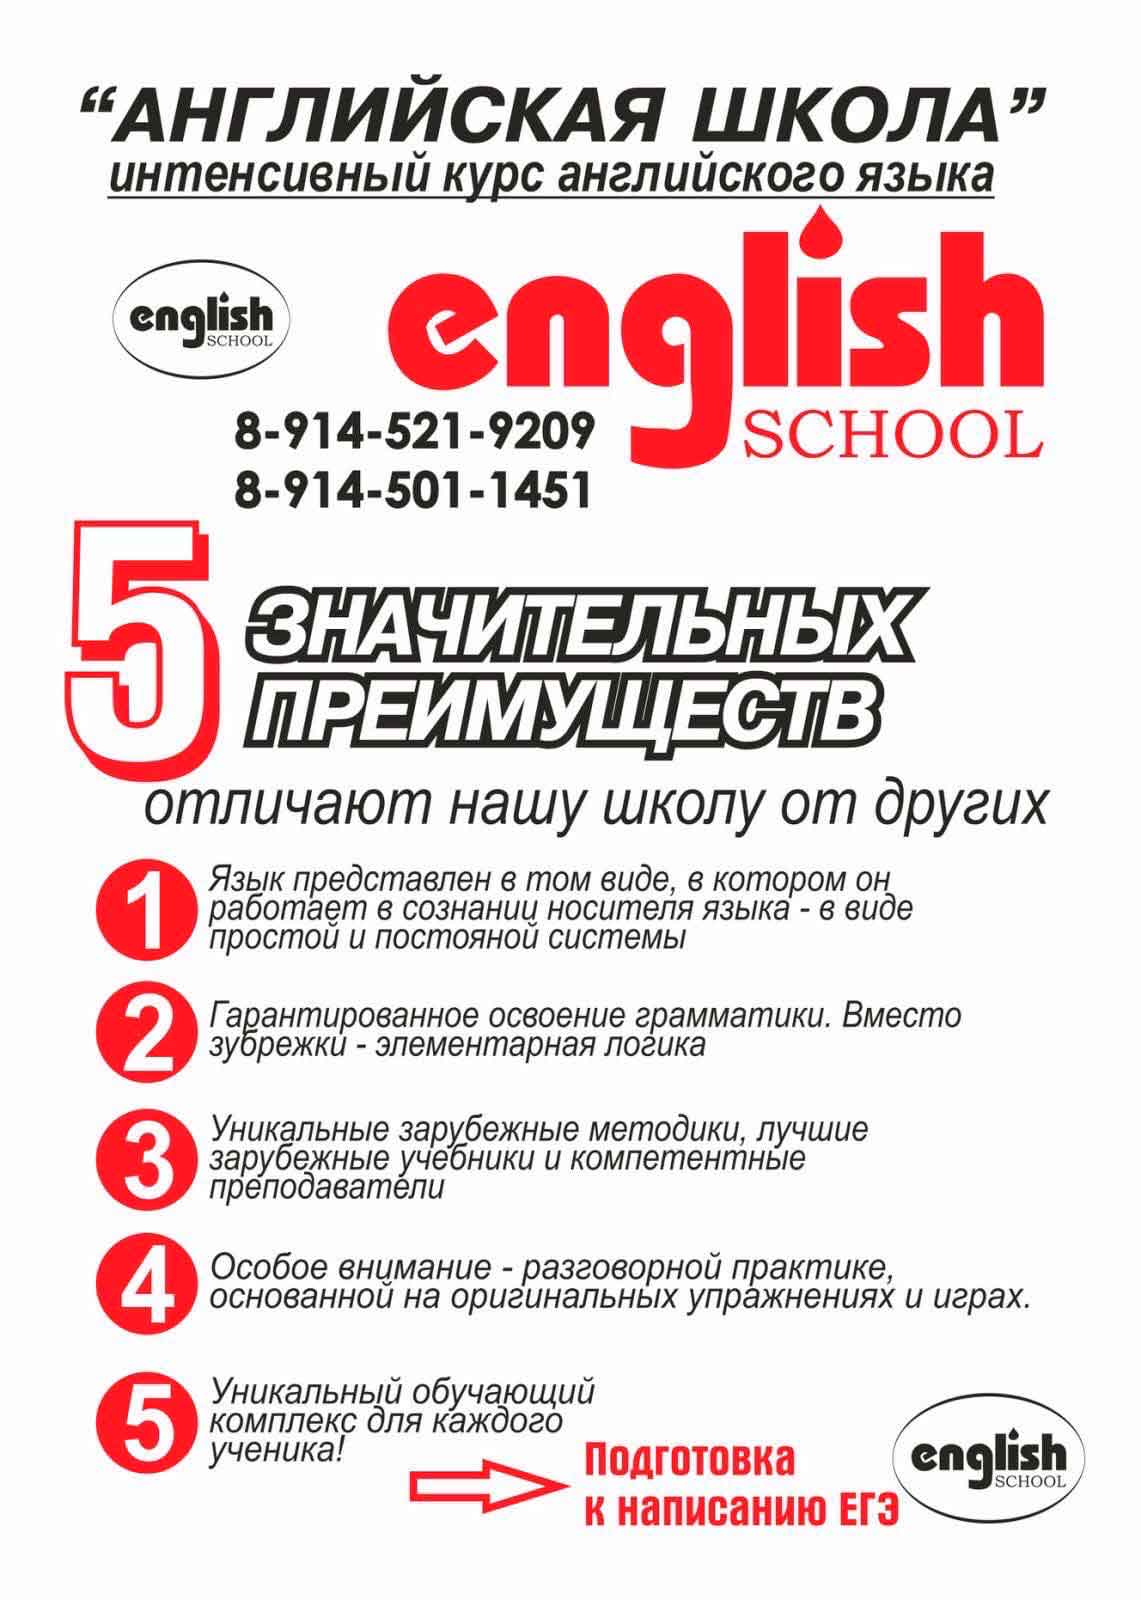 “АНГЛИЙСКАЯ ШКОЛА”
интенсивный курс английского языка
english
SCHOOL
english
SCHOOL
8-914-521-9209
8-914-501-1451
5
ЗНАЧИТЕЛЬНЫХ
ПРЕИМУЩЕСТВ
отличают нашу школу от других
1
Язык представлен в том виде, в котором он
работает в сознании носителя языка - в виде
простой и постояной системы
2
Гарантированное освоение грамматики. Вместо
зубрежки - элементарная логика
3
Уникальные зарубежные методики, лучшие
зарубежные учебники и компетентные
преподаватели
4
Особое внимание - разговорной практике,
основанной на оригинальных упражнениях и играх.
5
Уникальный обучающий
комплекс для каждого
ученика!
Подготовка
к написанию ЕГЭ
english
SCHOOL